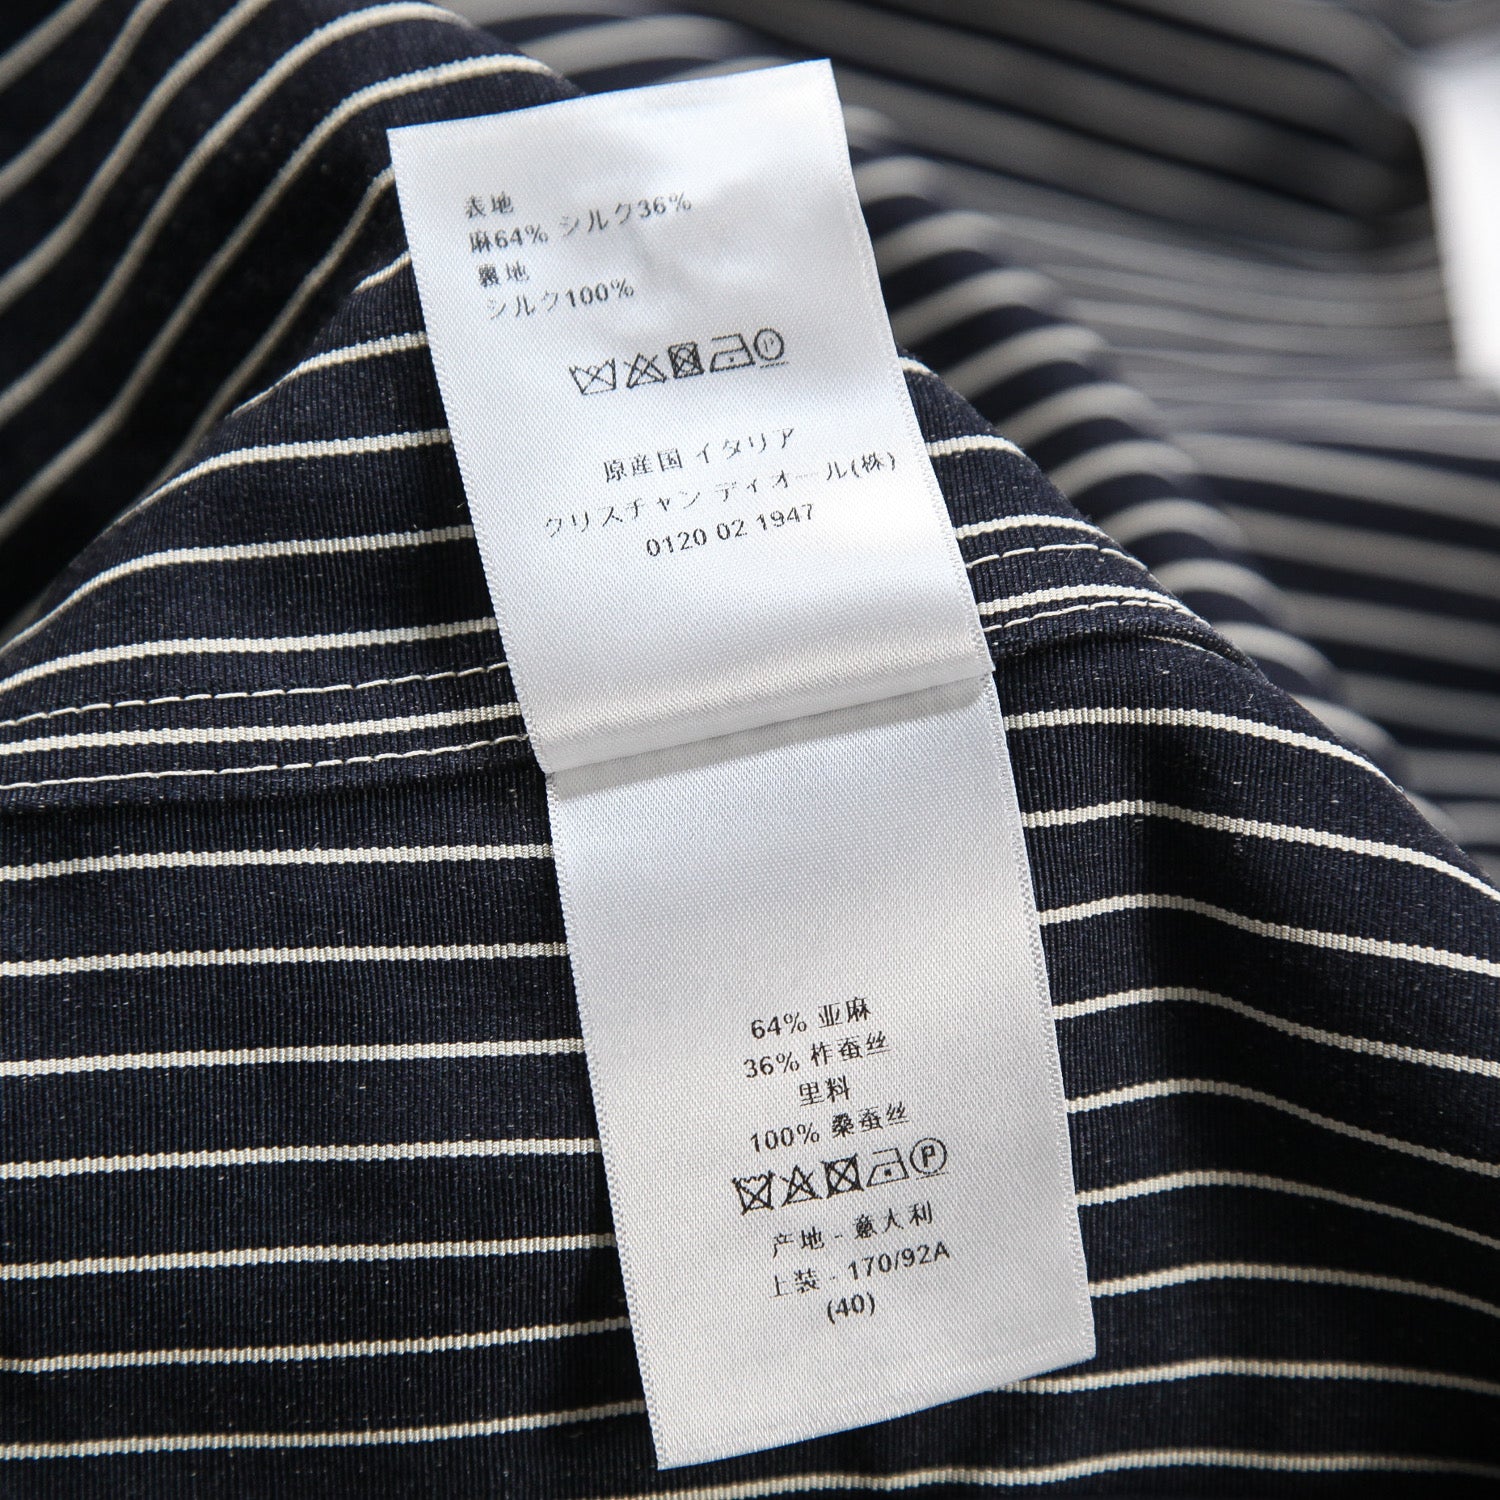 表地
麻64% シルク36%
裏地
シルク100%
原産国 イタリア
クリスチャン ディオール(株)
0120 02 1947
64% 亚麻
36% 柞蚕丝
里料
100% 桑蚕丝
P
产地 - 意大利
上装 - 170/92A
(40)